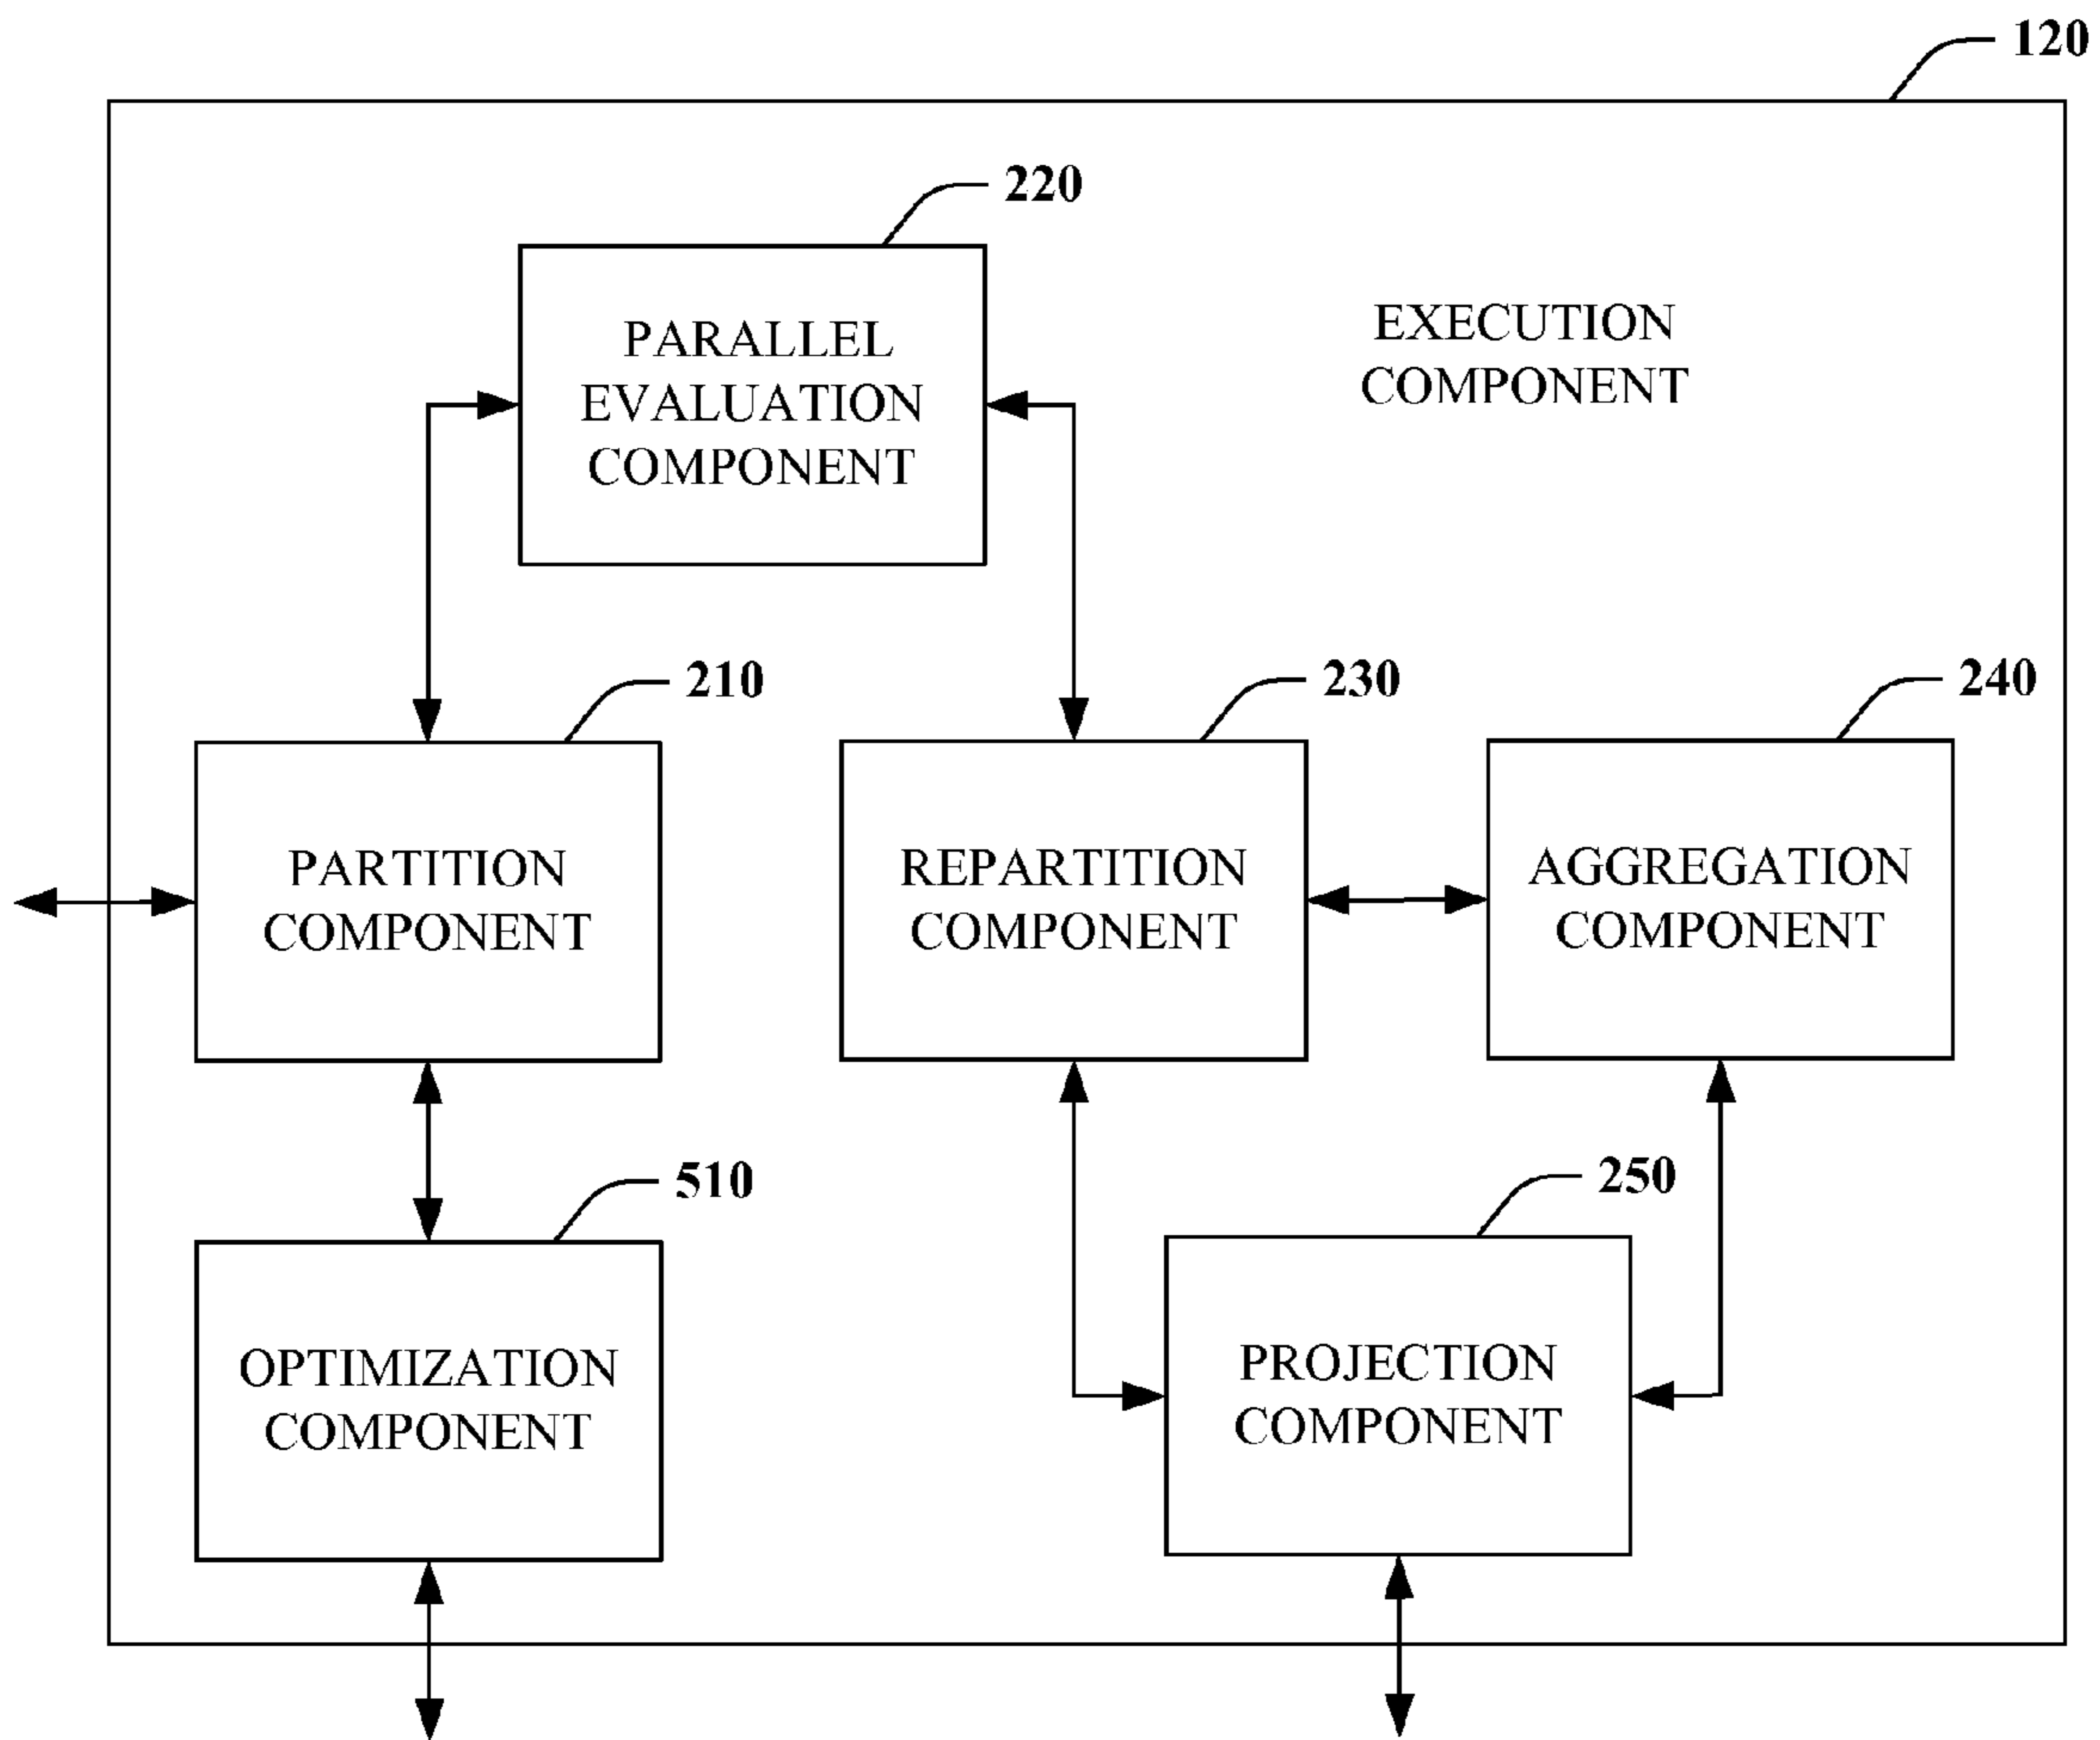 120
220
PARALLEL
EVALUATION
COMPONENT
EXECUTION
COMPONENT
210
230
240
PARTITION
COMPONENT
REPARTITION
COMPONENT
AGGREGATION
COMPONENT
510
250
OPTIMIZATION
COMPONENT
PROJECTION
COMPONENT